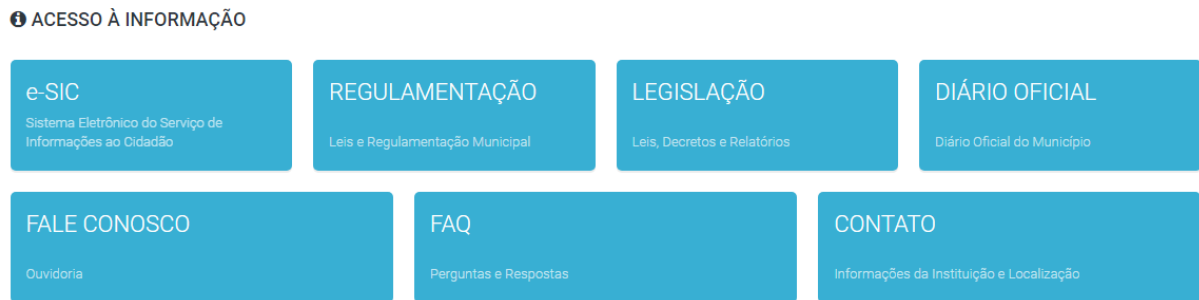 ACESSO À INFORMAÇÃO
e-SIC
Sistema Eletrônico do Serviço de
Informações ao Cidadão
REGULAMENTAÇÃO
Leis e Regulamentação Municipal
LEGISLAÇÃO
Leis, Decretos e Relatórios
DIÁRIO OFICIAL
Diário Oficial do Município
FALE CONOSCO
Ouvidoria
FAQ
Perguntas e Respostas
CONTATO
Informações da Instituição e Localização